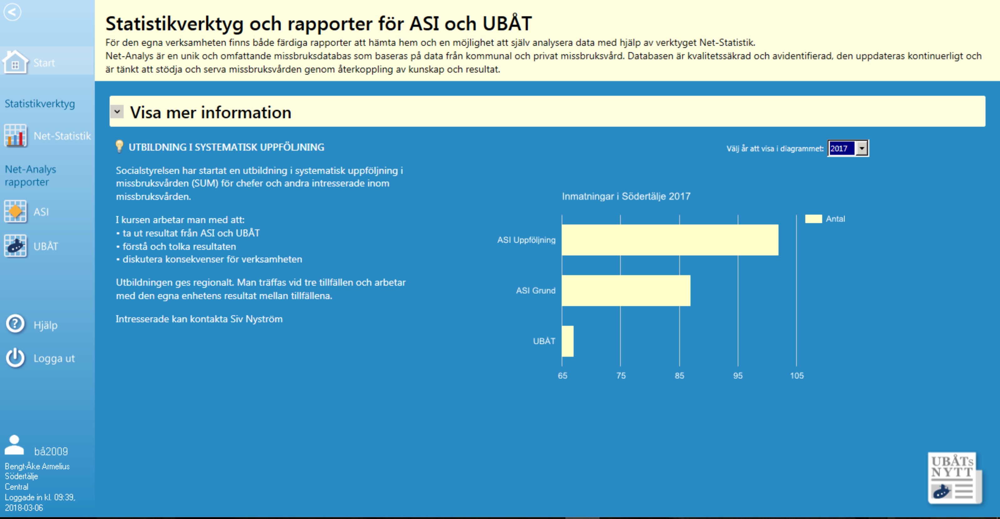 Statistikverktyg och rapporter för ASI och UBÅT
För den egna verksamheten finns både färdiga rapporter att hämta hem och en möjlighet att själv analysera data med hjälp av verktyget Net-Statistik.
Net-Analys är en unik och omfattande missbruksdatabas som baseras på data från kommunal och privat missbruksvård. Databasen är kvalitetssäkrad och avidentifierad, den uppdateras kontinuerligt och
är tänkt att stödja och serva missbruksvården genom återkoppling av kunskap och resultat.
Start
Statistikverktyg
Net-Statistik
Net-Analys
rapporter
ASI
UBÅT
Hjälp
Logga ut
bå2009
Bengt-Åke Armelius
Södertälje
Central
Loggade in kl. 09:39,
2018-03-06
Visa mer information
UTBILDNING I SYSTEMATISK UPPFÖLJNING
Socialstyrelsen har startat en utbildning i systematisk uppföljning i
missbruksvården (SUM) för chefer och andra intresserade inom
missbruksvården.
I kursen arbetar man med att:
• ta ut resultat från ASI och UBÅT
• förstå och tolka resultaten
• diskutera konsekvenser för verksamheten
Utbildningen ges regionalt. Man träffas vid tre tillfällen och arbetar
med den egna enhetens resultat mellan tillfällena.
Intresserade kan kontakta Siv Nyström
Välj år att visa i diagrammet: 2017
Inmatningar i Södertälje 2017
Antal
ASI Uppföljning
ASI Grund
UBÅT
65 75 85 95 105
UBÅTs
NYTT